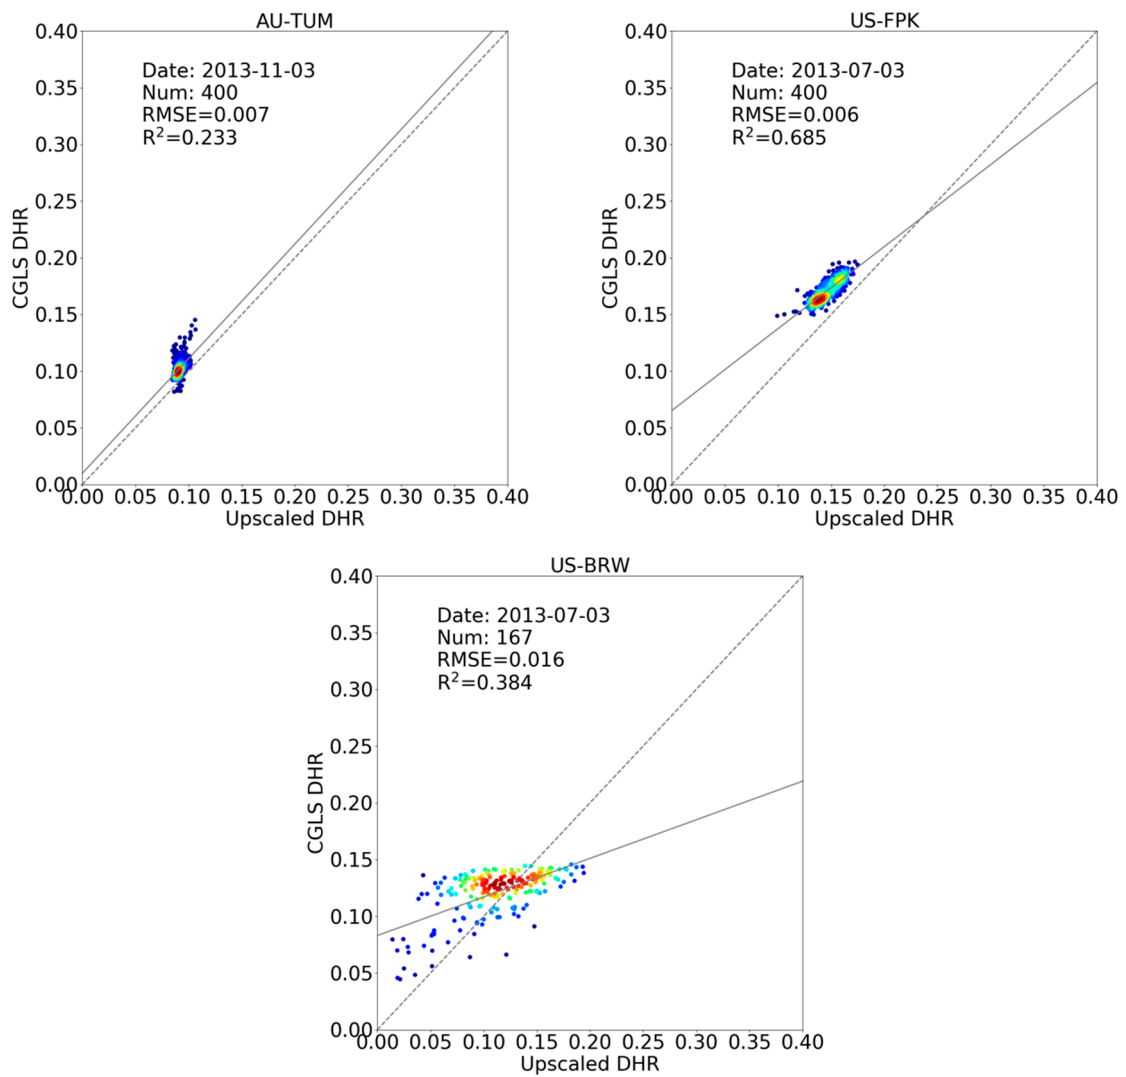 AU-TUM
0.40
0.35
0.30
0.25
0.20
0.15
0.10
0.05
0.00
CGLS DHR
Date: 2013-11-03
Num: 400
RMSE=0.007
R²=0.233
0.00 0.05 0.10 0.15 0.20 0.25 0.30 0.35 0.40
Upscaled DHR
US-FPK
0.40
0.35
0.30
0.25
0.20
0.15
0.10
0.05
0.00
CGLS DHR
Date: 2013-07-03
Num: 400
RMSE=0.006
R²=0.685
0.00 0.05 0.10 0.15 0.20 0.25 0.30 0.35 0.40
Upscaled DHR
US-BRW
0.40
0.35
0.30
0.25
0.20
0.15
0.10
0.05
0.00
CGLS DHR
Date: 2013-07-03
Num: 167
RMSE=0.016
R²=0.384
0.00 0.05 0.10 0.15 0.20 0.25 0.30 0.35 0.40
Upscaled DHR